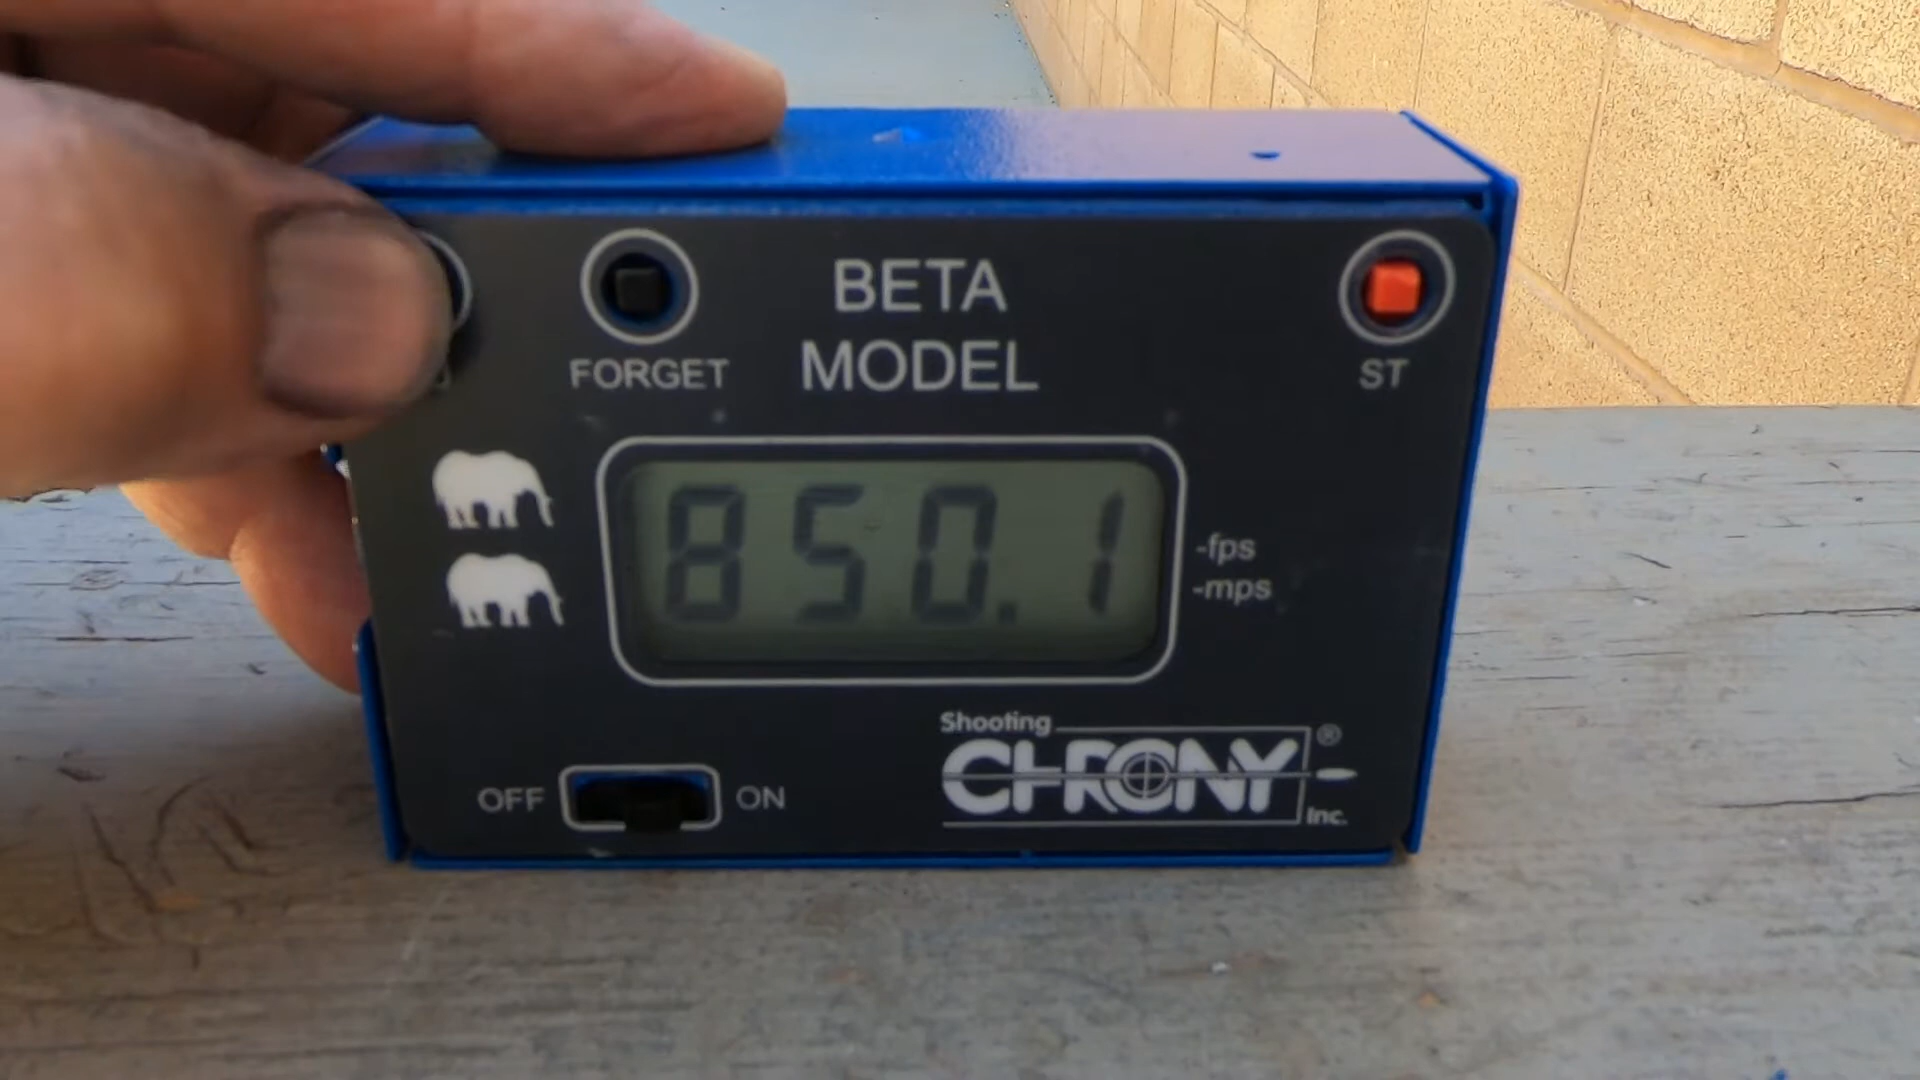 BETA
MODEL
FORGET
ST
850.1
-fps
-mps
OFF
ON
Shooting
CHRONY®
Inc.